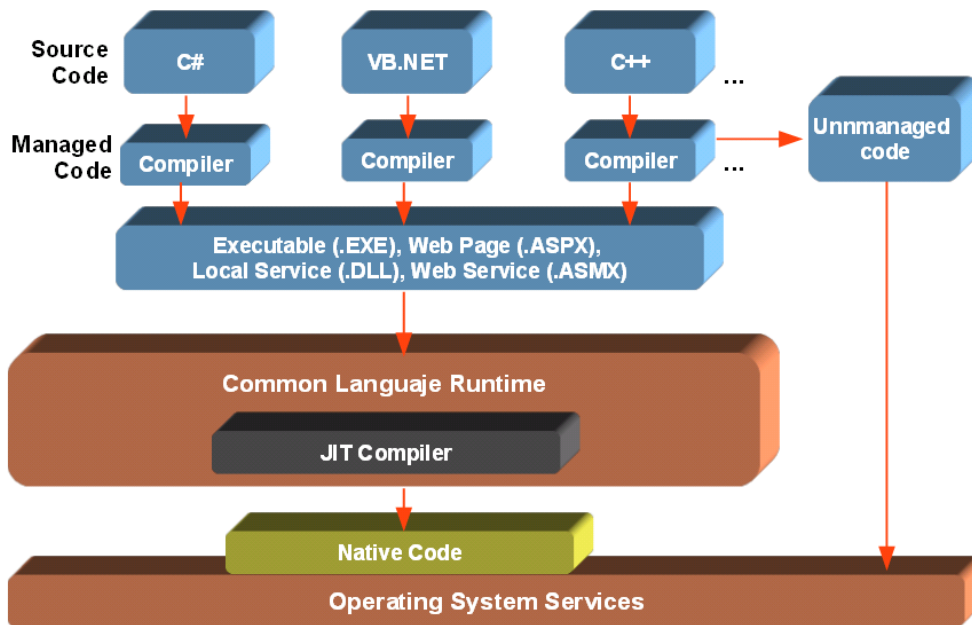 Source
Code
C#
VB.NET
C++
...
Managed
Code
Compiler
Compiler
Compiler
...
Unnmanaged
code
Executable (.EXE), Web Page (.ASPX),
Local Service (.DLL), Web Service (.ASMX)
Common Languaje Runtime
JIT Compiler
Native Code
Operating System Services